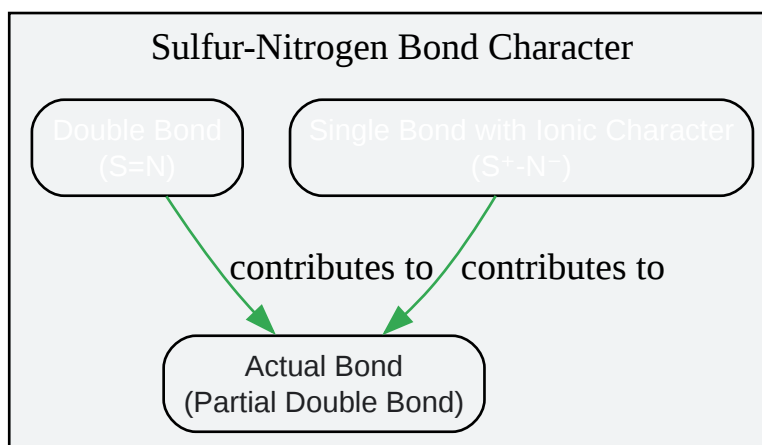 Sulfur-Nitrogen Bond Character
Double Bond
(S=N)
Single Bond with Ionic Character
(S⁺-N⁻)
contributes to
contributes to
Actual Bond
(Partial Double Bond)